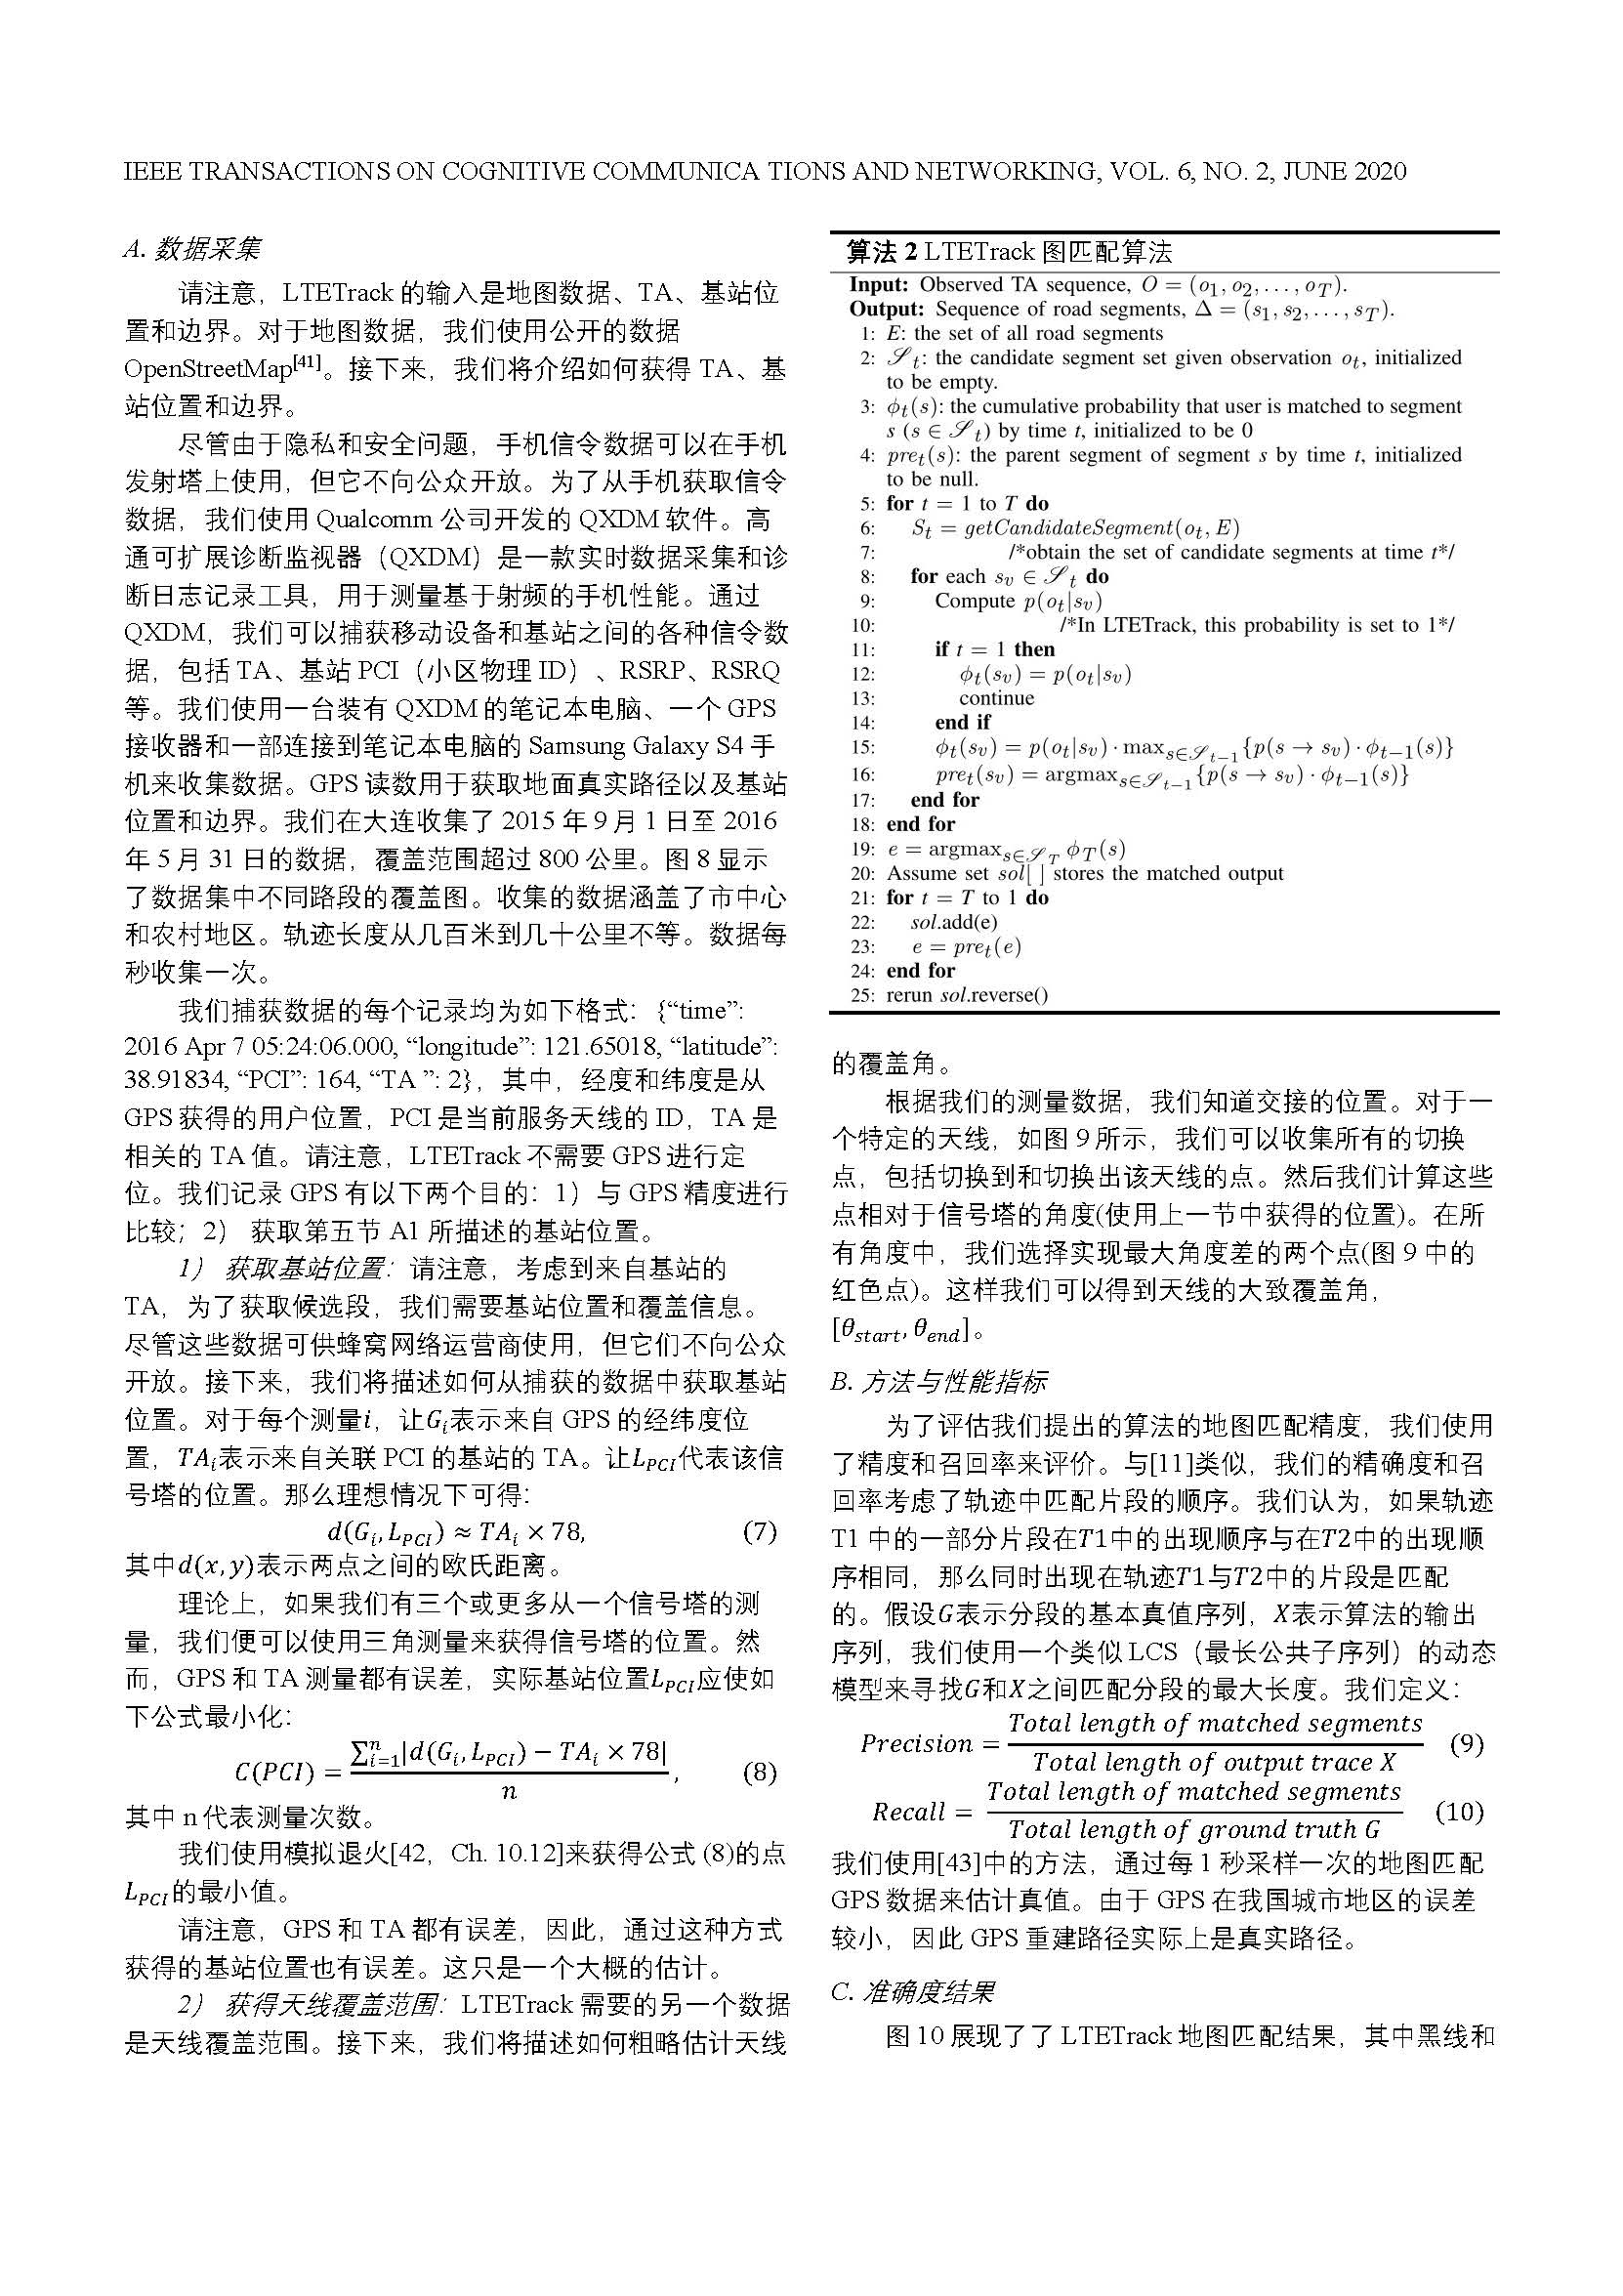 IEEE TRANSACTIONS ON COGNITIVE COMMUNICA TIONS AND NETWORKING, VOL. 6, NO. 2, JUNE 2020
A. 数据采集
请注意，LTETrack 的输入是地图数据、TA、基站位
置和边界。对于地图数据，我们使用公开的数据
OpenStreetMap[41]。接下来，我们将介绍如何获得 TA、基
站位置和边界。
尽管由于隐私和安全问题，手机信令数据可以在手机
发射塔上使用，但它不向公众开放。为了从手机获取信令
数据，我们使用 Qualcomm 公司开发的 QXDM 软件。高
通可扩展诊断监视器（QXDM）是一款实时数据采集和诊
断日志记录工具，用于测量基于射频的手机性能。通过
QXDM，我们可以捕获移动设备和基站之间的各种信令数
据，包括 TA、基站 PCI（小区物理 ID）、RSRP、RSRQ
等。我们使用一台装有 QXDM 的笔记本电脑、一个 GPS
接收器和一部连接到笔记本电脑的 Samsung Galaxy S4 手
机来收集数据。GPS 读数用于获取地面真实路径以及基站
位置和边界。我们在大连收集了 2015 年 9 月 1 日至 2016
年 5 月 31 日的数据，覆盖范围超过 800 公里。图 8 显示
了数据集中不同路段的覆盖图。收集的数据涵盖了市中心
和农村地区。轨迹长度从几百米到几十公里不等。数据每
秒收集一次。
我们捕获数据的每个记录均为如下格式：{“time”:
2016 Apr 7 05:24:06.000, “longitude”: 121.65018, “latitude”:
38.91834, “PCI”: 164, “TA ”: 2}，其中，经度和纬度是从
GPS 获得的用户位置，PCI 是当前服务天线的 ID，TA 是
相关的 TA 值。请注意，LTETrack 不需要 GPS 进行定
位。我们记录 GPS 有以下两个目的：1）与 GPS 精度进行
比较；2） 获取第五节 A1 所描述的基站位置。
1） 获取基站位置：请注意，考虑到来自基站的
TA，为了获取候选段，我们需要基站位置和覆盖信息。
尽管这些数据可供蜂窝网络运营商使用，但它们不向公众
开放。接下来，我们将描述如何从捕获的数据中获取基站
位置。对于每个测量i，让G_i表示来自 GPS 的经纬度位
置，TA_i表示来自关联 PCI 的基站的 TA。让L_PCI代表该信
号塔的位置。那么理想情况下可得：
d(G_i, L_PCI) ≈ TA_i × 78, (7)
其中d(x, y)表示两点之间的欧氏距离。
理论上，如果我们有三个或更多从一个信号塔的测
量，我们便可以使用三角测量来获得信号塔的位置。然
而，GPS 和 TA 测量都有误差，实际基站位置L_PCI应使如
下公式最小化：
C(PCI) = ∑_{i=1}^{n}|d(G_i, L_PCI) − TA_i × 78| / n, (8)
其中 n 代表测量次数。
我们使用模拟退火[42，Ch. 10.12]来获得公式 (8)的点
L_PCI的最小值。
请注意，GPS 和 TA 都有误差，因此，通过这种方式
获得的基站位置也有误差。这只是一个大概的估计。
2） 获得天线覆盖范围：LTETrack 需要的另一个数据
是天线覆盖范围。接下来，我们将描述如何粗略估计天线
算法 2 LTETrack 图匹配算法
Input: Observed TA sequence, O = (o_1, o_2, . . . , o_T).
Output: Sequence of road segments, Δ = (s_1, s_2, . . . , s_T).
1: E: the set of all road segments
2: 𝒮_t: the candidate segment set given observation o_t, initialized
to be empty.
3: ϕ_t(s): the cumulative probability that user is matched to segment
s (s ∈ 𝒮_t) by time t, initialized to be 0
4: pre_t(s): the parent segment of segment s by time t, initialized
to be null.
5: for t = 1 to T do
6: S_t = getCandidateSegment(o_t, E)
7: /*obtain the set of candidate segments at time t*/
8: for each s_v ∈ 𝒮_t do
9: Compute p(o_t|s_v)
10: /*In LTETrack, this probability is set to 1*/
11: if t = 1 then
12: ϕ_t(s_v) = p(o_t|s_v)
13: continue
14: end if
15: ϕ_t(s_v) = p(o_t|s_v) · max_{s∈𝒮_{t−1}}{p(s → s_v) · ϕ_{t−1}(s)}
16: pre_t(s_v) = argmax_{s∈𝒮_{t−1}}{p(s → s_v) · ϕ_{t−1}(s)}
17: end for
18: end for
19: e = argmax_{s∈𝒮_T} ϕ_T(s)
20: Assume set sol[ ] stores the matched output
21: for t = T to 1 do
22: sol.add(e)
23: e = pre_t(e)
24: end for
25: rerun sol.reverse()
的覆盖角。
根据我们的测量数据，我们知道交接的位置。对于一
个特定的天线，如图 9 所示，我们可以收集所有的切换
点，包括切换到和切换出该天线的点。然后我们计算这些
点相对于信号塔的角度(使用上一节中获得的位置)。在所
有角度中，我们选择实现最大角度差的两个点(图 9 中的
红色点)。这样我们可以得到天线的大致覆盖角，
[θ_start, θ_end]。
B. 方法与性能指标
为了评估我们提出的算法的地图匹配精度，我们使用
了精度和召回率来评价。与[11]类似，我们的精确度和召
回率考虑了轨迹中匹配片段的顺序。我们认为，如果轨迹
T1 中的一部分片段在T1中的出现顺序与在T2中的出现顺
序相同，那么同时出现在轨迹T1与T2中的片段是匹配
的。假设G表示分段的基本真值序列，X表示算法的输出
序列，我们使用一个类似 LCS（最长公共子序列）的动态
模型来寻找G和X之间匹配分段的最大长度。我们定义：
Precision = Total length of matched segments / Total length of output trace X (9)
Recall = Total length of matched segments / Total length of ground truth G (10)
我们使用[43]中的方法，通过每 1 秒采样一次的地图匹配
GPS 数据来估计真值。由于 GPS 在我国城市地区的误差
较小，因此 GPS 重建路径实际上是真实路径。
C. 准确度结果
图 10 展现了了 LTETrack 地图匹配结果，其中黑线和